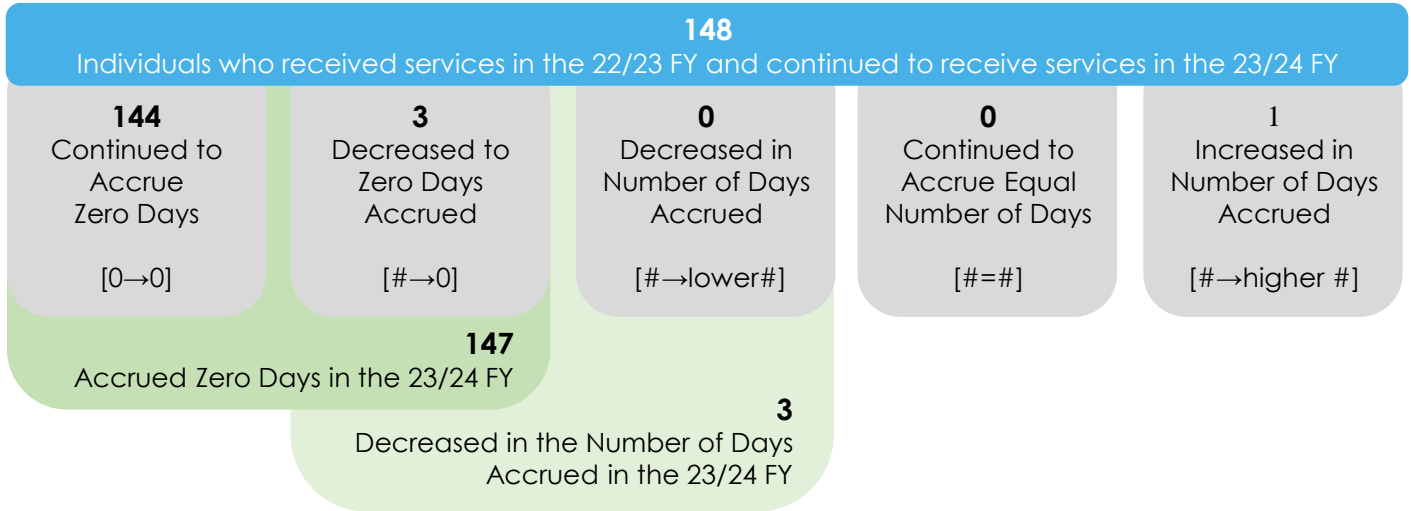 148
Individuals who received services in the 22/23 FY and continued to receive services in the 23/24 FY
144
Continued to
Accrue
Zero Days
[0→0]
3
Decreased to
Zero Days
Accrued
[#→0]
0
Decreased in
Number of Days
Accrued
[#→lower#]
0
Continued to
Accrue Equal
Number of Days
[#=#]
1
Increased in
Number of Days
Accrued
[#→higher #]
147
Accrued Zero Days in the 23/24 FY
3
Decreased in the Number of Days
Accrued in the 23/24 FY